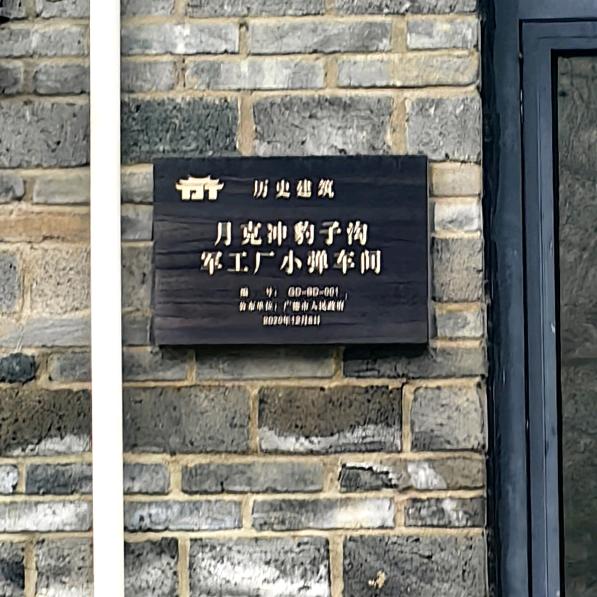 历史建筑
月克冲豹子沟
军工厂小弹车间
编 号：GD-BD-001
公布单位：广德市人民政府
2020年12月8日